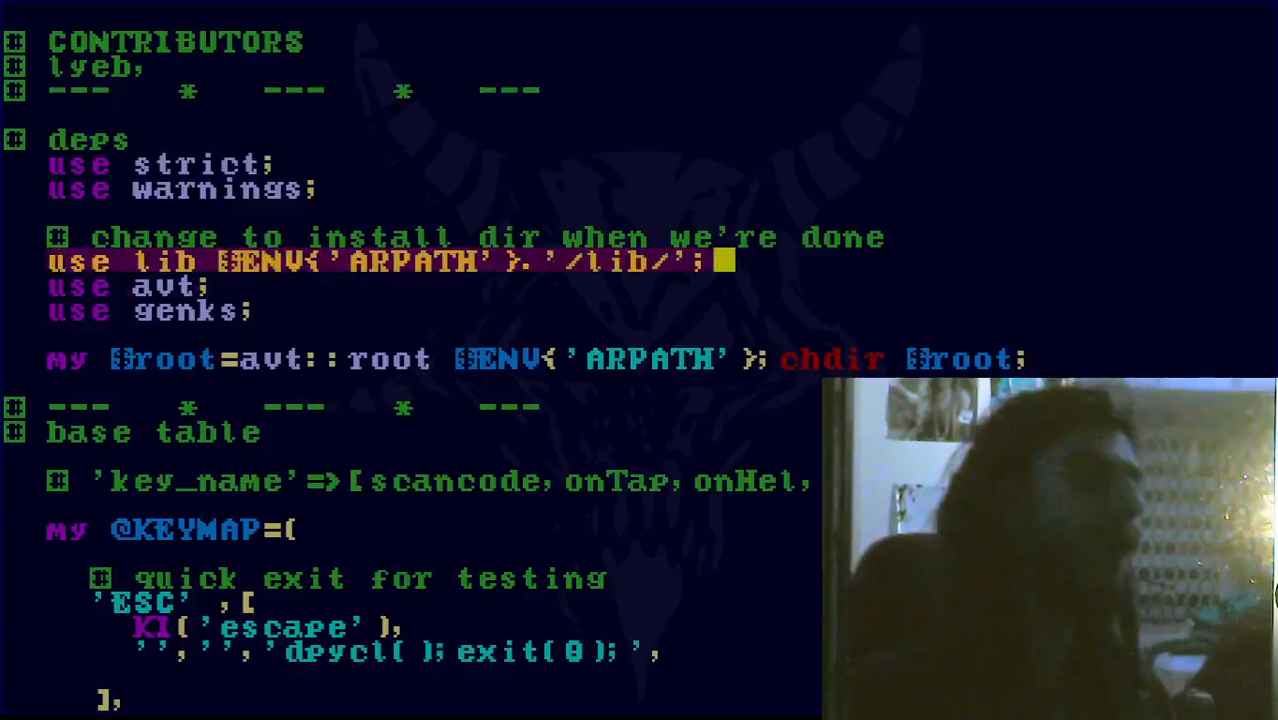 # CONTRIBUTORS
# lyeb,
# --- * --- * ---
# deps
use strict;
use warnings;
# change to install dir when we're done
use lib $ENV{'ARPATH'}.'/lib/';
use avt;
use genks;
my $root=avt::root $ENV{'ARPATH'}; chdir $root;
# --- * --- * ---
# base table
# 'key_name'=>[scancode,onTap,onHel,
my @KEYMAP=(
# quick exit for testing
'ESC' ,[
KI('escape'),
'','','dpycl();exit(0);',
],